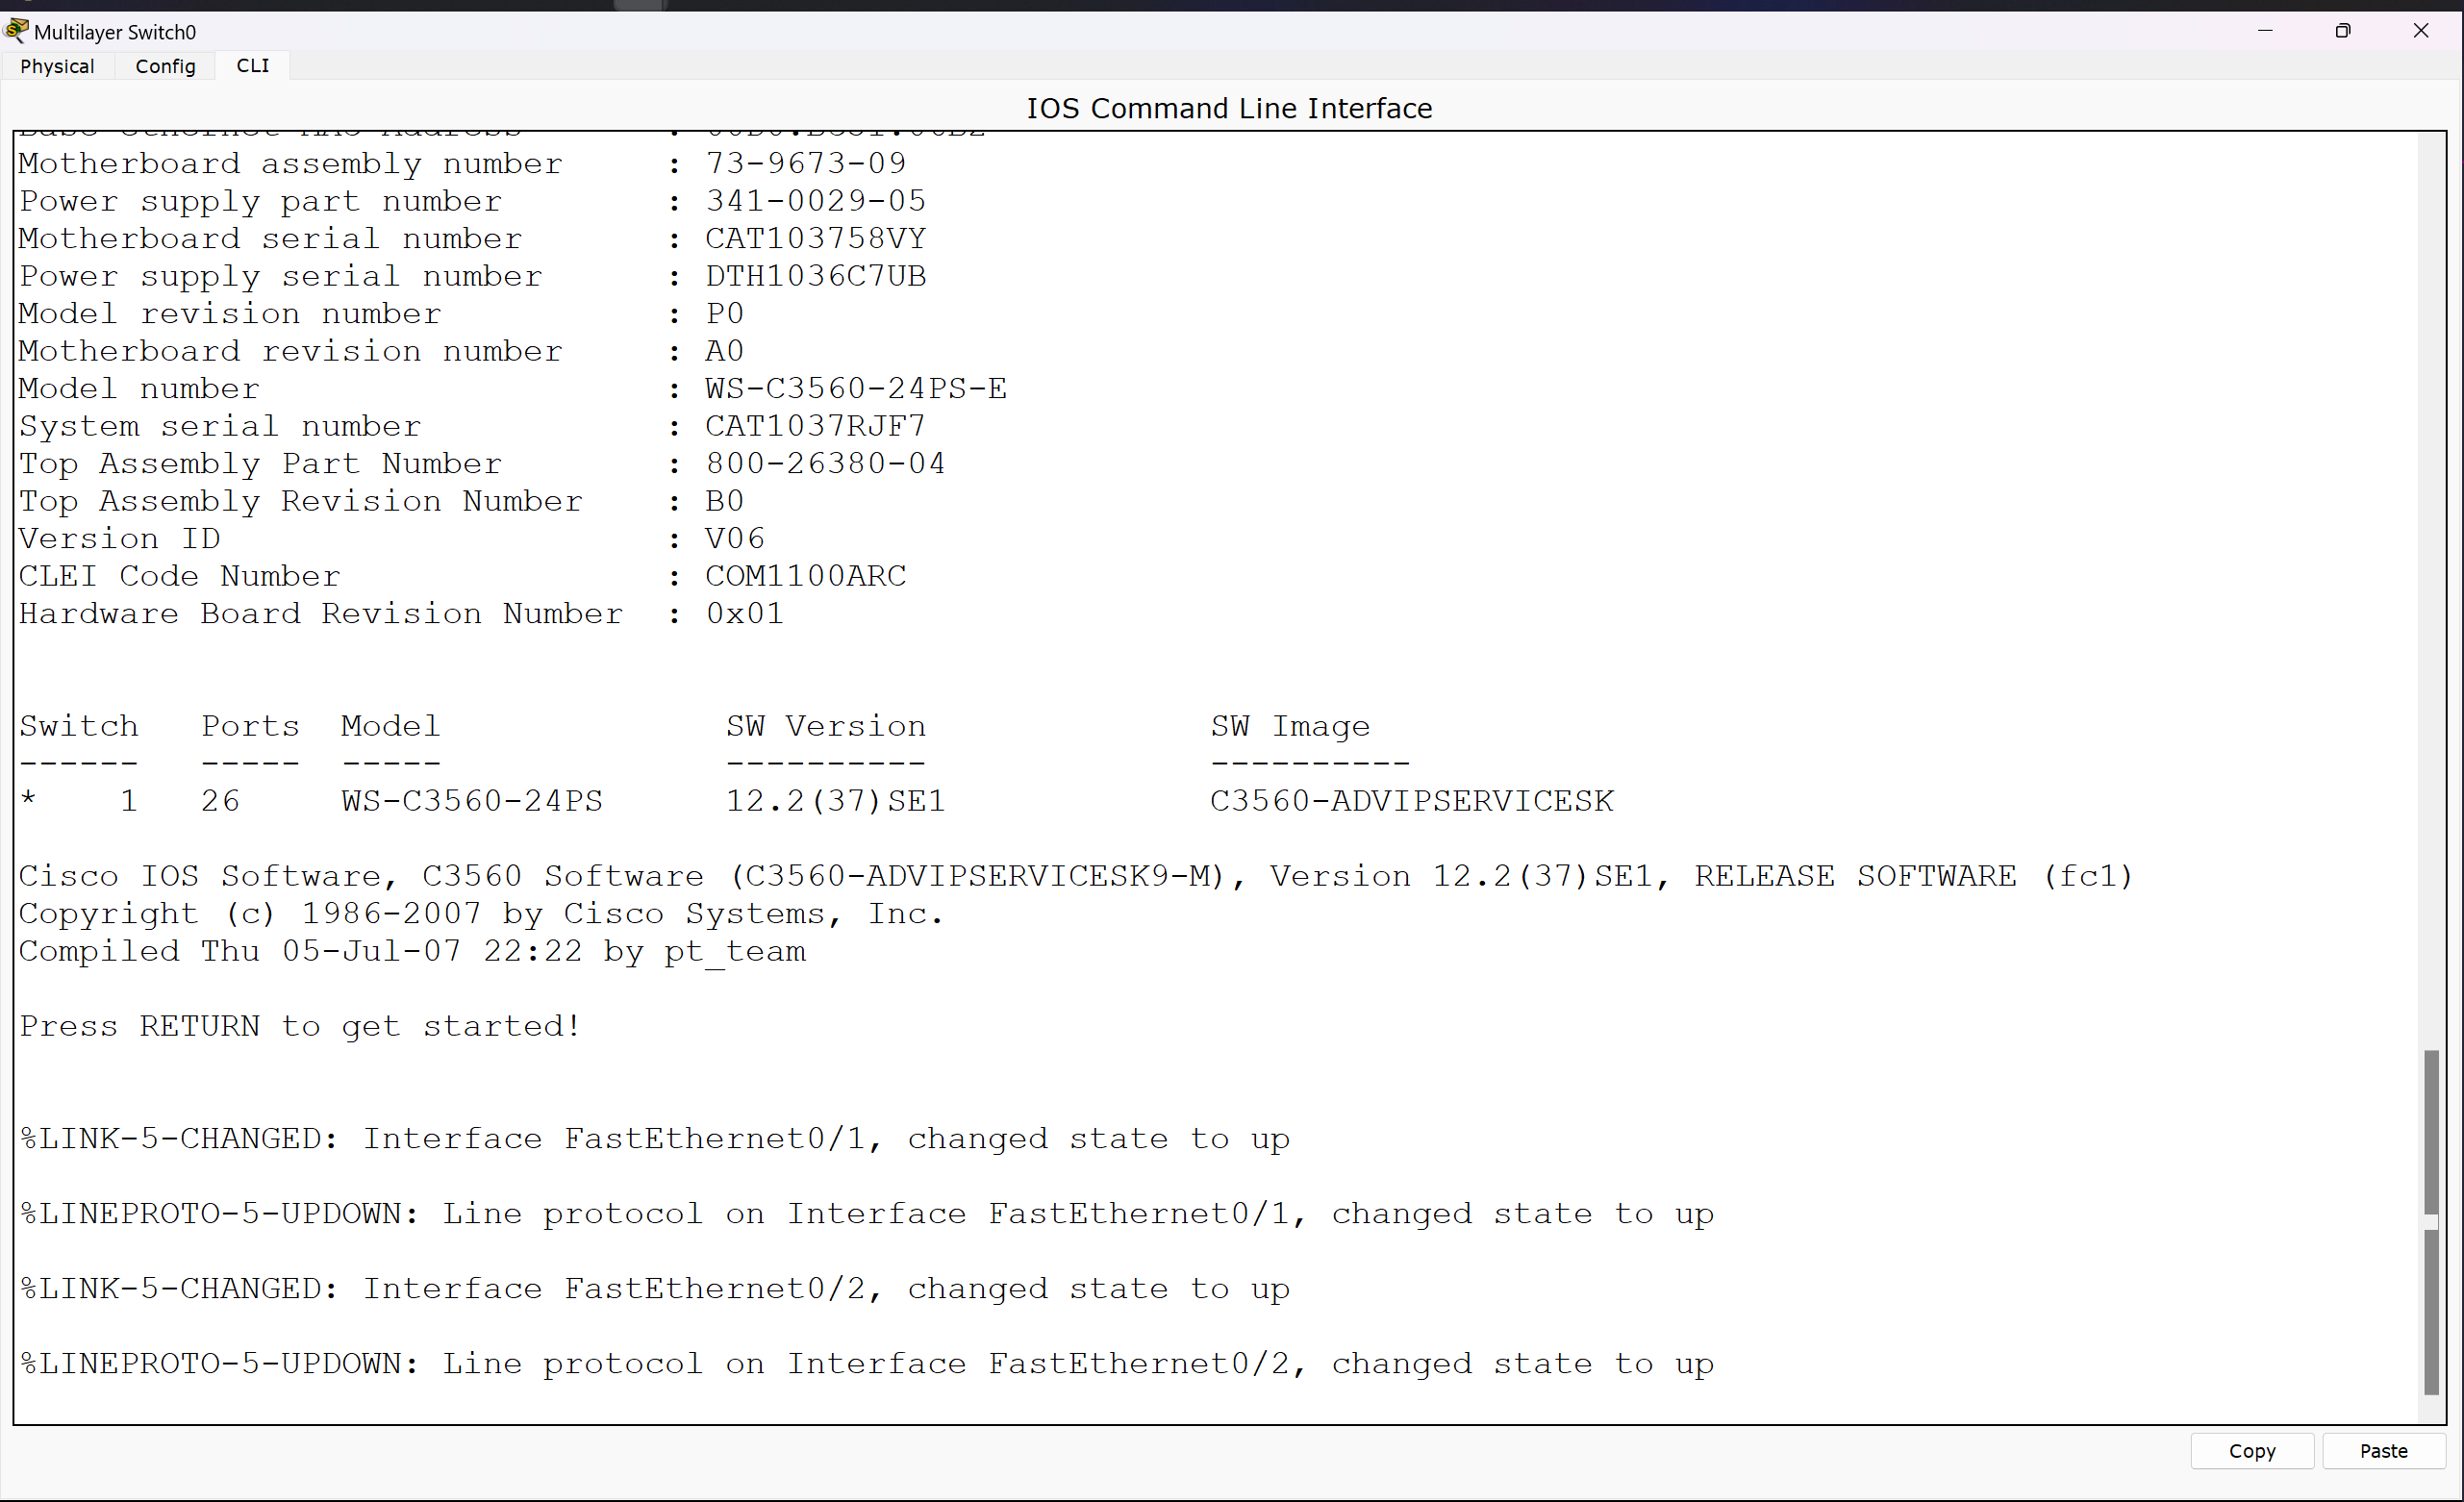 Multilayer Switch0
Physical Config CLI
IOS Command Line Interface
Motherboard assembly number : 73-9673-09
Power supply part number : 341-0029-05
Motherboard serial number : CAT103758VY
Power supply serial number : DTH1036C7UB
Model revision number : P0
Motherboard revision number : A0
Model number : WS-C3560-24PS-E
System serial number : CAT1037RJF7
Top Assembly Part Number : 800-26380-04
Top Assembly Revision Number : B0
Version ID : V06
CLEI Code Number : COM1100ARC
Hardware Board Revision Number : 0x01
Switch Ports Model SW Version SW Image
------ ----- ----- ---------- ----------
* 1 26 WS-C3560-24PS 12.2(37)SE1 C3560-ADVIPSERVICESK
Cisco IOS Software, C3560 Software (C3560-ADVIPSERVICESK9-M), Version 12.2(37)SE1, RELEASE SOFTWARE (fc1)
Copyright (c) 1986-2007 by Cisco Systems, Inc.
Compiled Thu 05-Jul-07 22:22 by pt_team
Press RETURN to get started!
%LINK-5-CHANGED: Interface FastEthernet0/1, changed state to up
%LINEPROTO-5-UPDOWN: Line protocol on Interface FastEthernet0/1, changed state to up
%LINK-5-CHANGED: Interface FastEthernet0/2, changed state to up
%LINEPROTO-5-UPDOWN: Line protocol on Interface FastEthernet0/2, changed state to up
Copy Paste